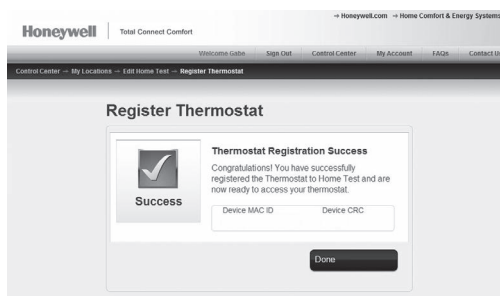 → Honeywell.com → Home Comfort & Energy Systems
Honeywell Total Connect Comfort
Welcome Gabe Sign Out Control Center My Account FAQs Contact U
Control Center → My Locations → Edit Home Test → Register Thermostat
Register Thermostat
Thermostat Registration Success
Congratulations! You have successfully
registered the Thermostat to Home Test and are
now ready to access your thermostat.
Success
Device MAC ID Device CRC
Done